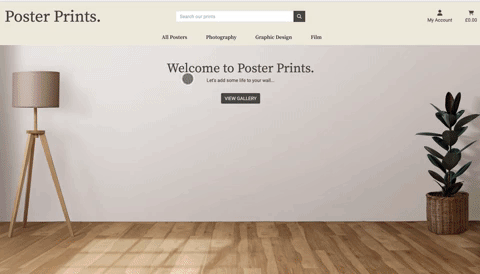 Poster Prints.
Search our prints
My Account
£0.00
All Posters
Photography
Graphic Design
Film
Welcome to Poster Prints.
Let's add some life to your wall...
VIEW GALLERY